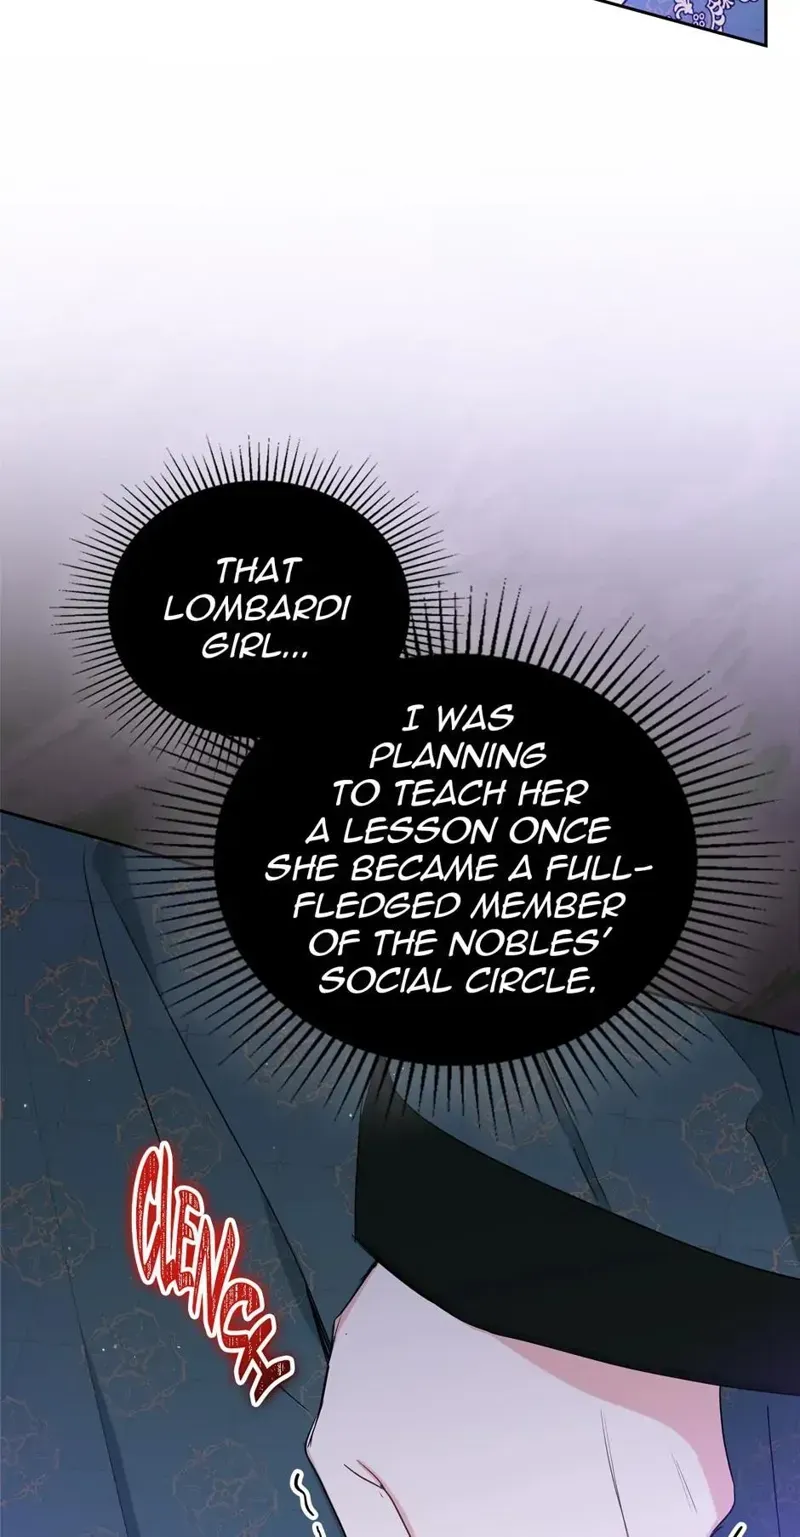 THAT
LOMBARDI
GIRL...
I WAS
PLANNING
TO TEACH HER
A LESSON ONCE
SHE BECAME A FULL-
FLEDGED MEMBER
OF THE NOBLES'
SOCIAL CIRCLE.
CLENCH